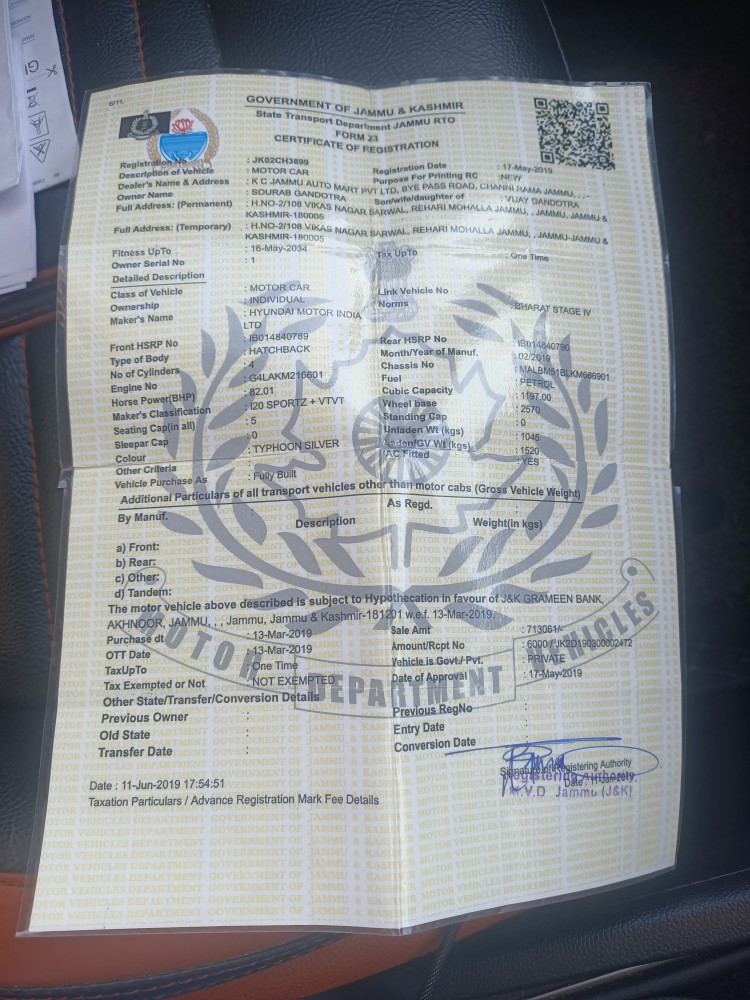 6/11.
GOVERNMENT OF JAMMU & KASHMIR
State Transport Department JAMMU RTO
FORM 23
CERTIFICATE OF REGISTRATION
Registration No : JK02CH3899 Registration Date : 17-May-2019
Description of Vehicle : MOTOR CAR Purpose For Printing RC :NEW
Dealer's Name & Address : K C JAMMU AUTO MART PVT LTD, BYE PASS ROAD, CHANNI RAMA JAMMU, , , -
Owner Name : SOURAB GANDOTRA Son/wife/daughter of : VIJAY GANDOTRA
Full Address: (Permanent) : H.NO-2/108 VIKAS NAGAR SARWAL, REHARI MOHALLA JAMMU, , JAMMU, JAMMU &
KASHMIR-180005
Full Address: (Temporary) : H.NO-2/108 VIKAS NAGAR SARWAL, REHARI MOHALLA JAMMU, , JAMMU-JAMMU &
KASHMIR-180005
Fitness UpTo : 16-May-2034 Tax UpTo : One Time
Owner Serial No : 1
Detailed Description
Class of Vehicle : MOTOR CAR Link Vehicle No :
Ownership : INDIVIDUAL Norms : BHARAT STAGE IV
Maker's Name : HYUNDAI MOTOR INDIA
LTD
Front HSRP No : IB014840789 Rear HSRP No : IB014840790
Type of Body : HATCHBACK Month/Year of Manuf. : 02/2019
No of Cylinders : 4 Chassis No : MALBM51BLKM666901
Engine No : G4LAKM216601 Fuel : PETROL
Horse Power(BHP) : 82.01 Cubic Capacity : 1197.00
Maker's Classification : I20 SPORTZ + VTVT Wheel base : 2570
Seating Cap(in all) : 5 Standing Cap : 0
Sleepar Cap : 0 Unladen Wt (kgs) : 1045
Colour : TYPHOON SILVER Laden/GV Wt (kgs) : 1520
Other Criteria : AC Fitted : YES
Vehicle Purchase As : Fully Built
Additional Particulars of all transport vehicles other than motor cabs (Gross Vehicle Weight)
By Manuf. : As Regd. :
Description Weight(in kgs)
a) Front:
b) Rear:
c) Other:
d) Tandem:
The motor vehicle above described is subject to Hypothecation in favour of J&K GRAMEEN BANK,
AKHNOOR, JAMMU, , , Jammu, Jammu & Kashmir-181201 w.e.f. 13-Mar-2019.
Purchase dt : 13-Mar-2019 Sale Amt : 713061/-
OTT Date : 13-Mar-2019 Amount/Rcpt No : 6000 / JK2D190300002472
TaxUpTo : One Time Vehicle is Govt./ Pvt. : PRIVATE
Tax Exempted or Not : NOT EXEMPTED Date of Approval : 17-May-2019
Other State/Transfer/Conversion Details
Previous Owner : Previous RegNo :
Old State : Entry Date :
Transfer Date : Conversion Date :
Signature of Registering Authority
Date : 11-Jun-2019 17:54:51 Date : 11-Jun-2019
Registering Authority
M.V.D Jammu (J&K)
Taxation Particulars / Advance Registration Mark Fee Details
MOTOR VEHICLES DEPARTMENT GOVERNMENT OF JAMMU & KASHMIR
MOTOR DEPARTMENT VEHICLES